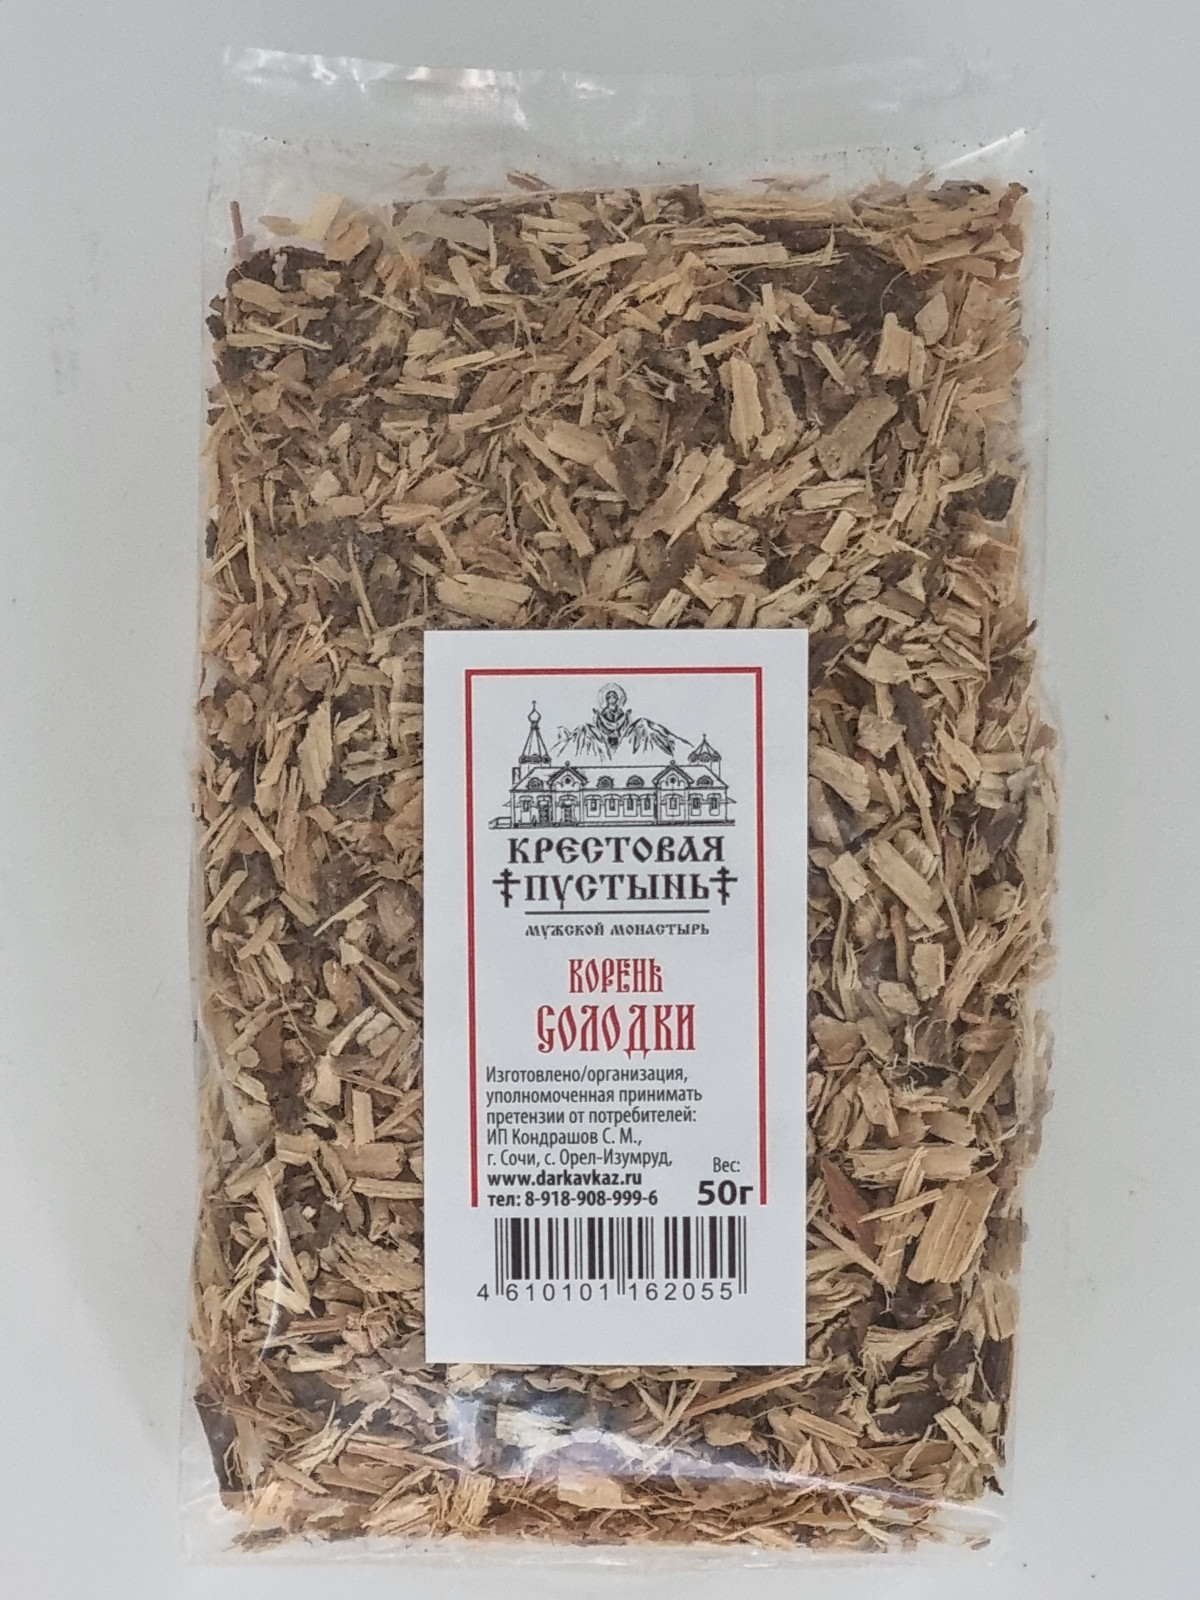 КРЕСТОВАЯ
ПУСТЫНЬ
МУЖСКОЙ МОНАСТЫРЬ
КОРЕНЬ
СОЛОДКИ
Изготовлено/организация,
уполномоченная принимать
претензии от потребителей:
ИП Кондрашов С. М.,
г. Сочи, с. Орел-Изумруд,
www.darkavkaz.ru
тел: 8-918-908-999-6
Вес:
50г
4 610101 162055